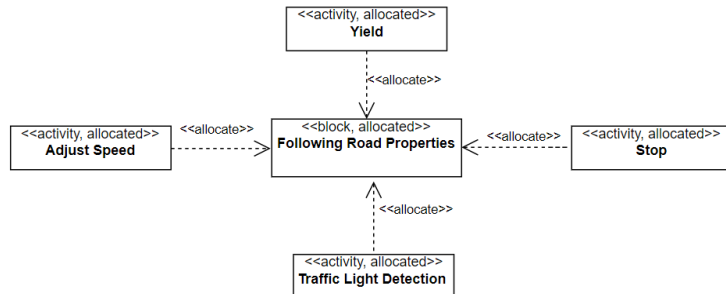 <<activity, allocated>>
Yield
<<allocate>>
<<activity, allocated>>
Adjust Speed
<<allocate>>
<<block, allocated>>
Following Road Properties
<<allocate>>
<<activity, allocated>>
Stop
<<allocate>>
<<activity, allocated>>
Traffic Light Detection